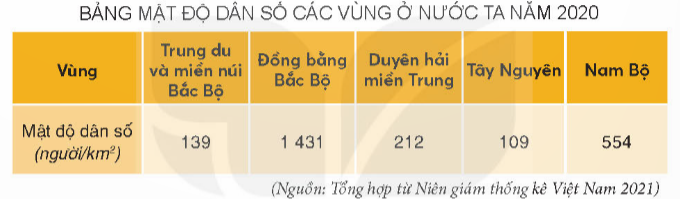 BẢNG MẬT ĐỘ DÂN SỐ CÁC VÙNG Ở NƯỚC TA NĂM 2020
Vùng
Trung du
và miền núi
Bắc Bộ
Đồng bằng
Bắc Bộ
Duyên hải
miền Trung
Tây Nguyên
Nam Bộ
Mật độ dân số
(người/km²)
139
1 431
212
109
554
(Nguồn: Tổng hợp từ Niên giám thống kê Việt Nam 2021)